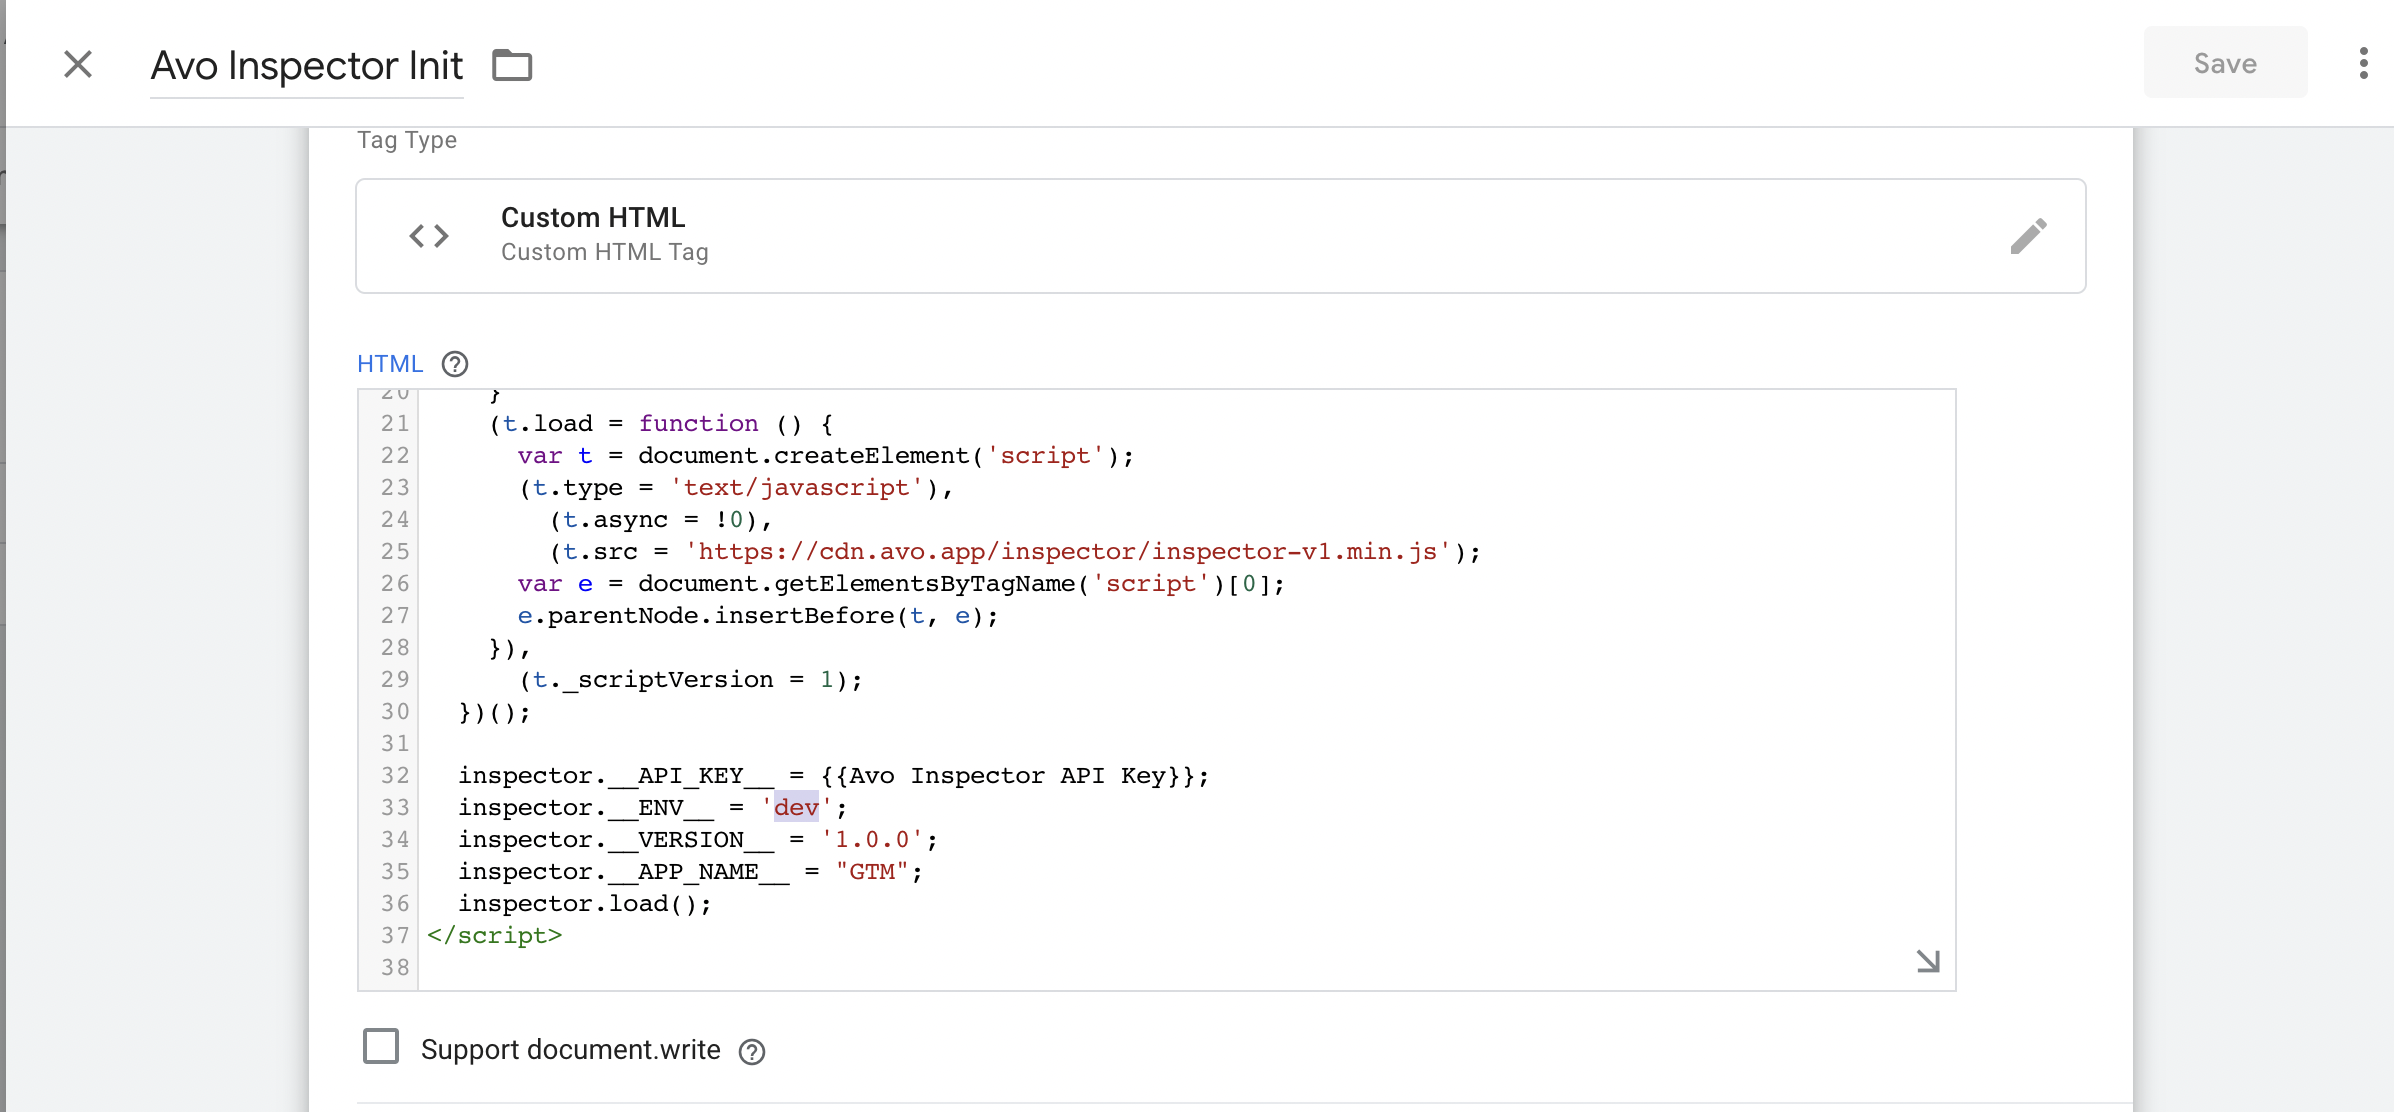 Avo Inspector Init
Save
Tag Type
Custom HTML
Custom HTML Tag
HTML
20 }
21 (t.load = function () {
22 var t = document.createElement('script');
23 (t.type = 'text/javascript'),
24 (t.async = !0),
25 (t.src = 'https://cdn.avo.app/inspector/inspector-v1.min.js');
26 var e = document.getElementsByTagName('script')[0];
27 e.parentNode.insertBefore(t, e);
28 }),
29 (t._scriptVersion = 1);
30 })();
31
32 inspector.__API_KEY__ = {{Avo Inspector API Key}};
33 inspector.__ENV__ = 'dev';
34 inspector.__VERSION__ = '1.0.0';
35 inspector.__APP_NAME__ = "GTM";
36 inspector.load();
37 </script>
38
Support document.write